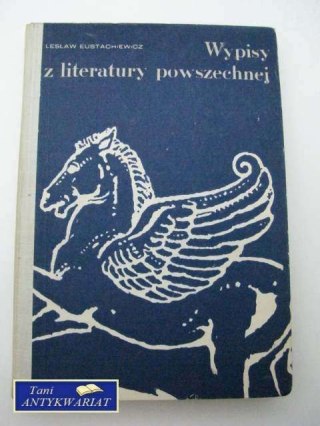 LESŁAW EUSTACHIEWICZ
Wypisy
z literatury powszechnej
Tani
ANTYKWARIAT